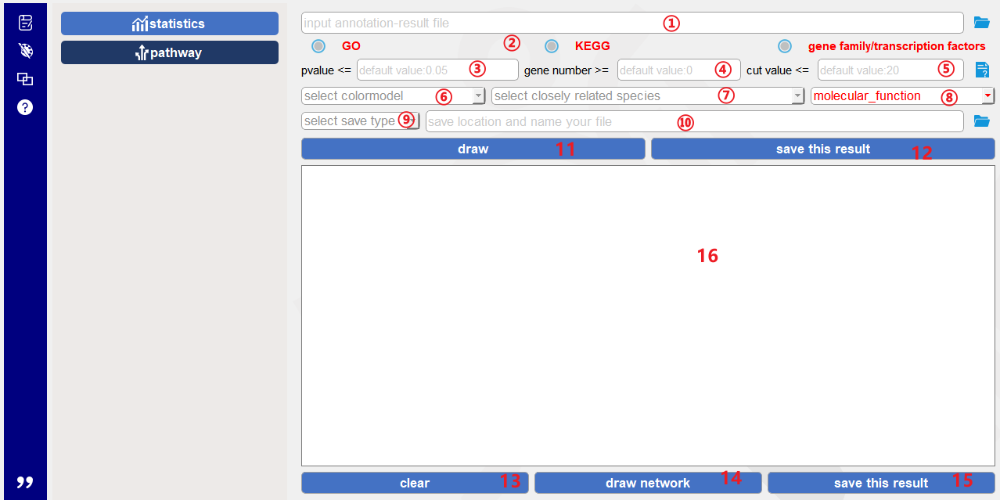 statistics
pathway
input annotation-result file ①
GO ② KEGG gene family/transcription factors
pvalue <= default value:0.05 ③ gene number >= default value:0 ④ cut value <= default value:20 ⑤
select colormodel ⑥ select closely related species ⑦ molecular_function ⑧
select save type ⑨ save location and name your file ⑩
draw 11 save this result 12
16
clear 13 draw network 14 save this result 15